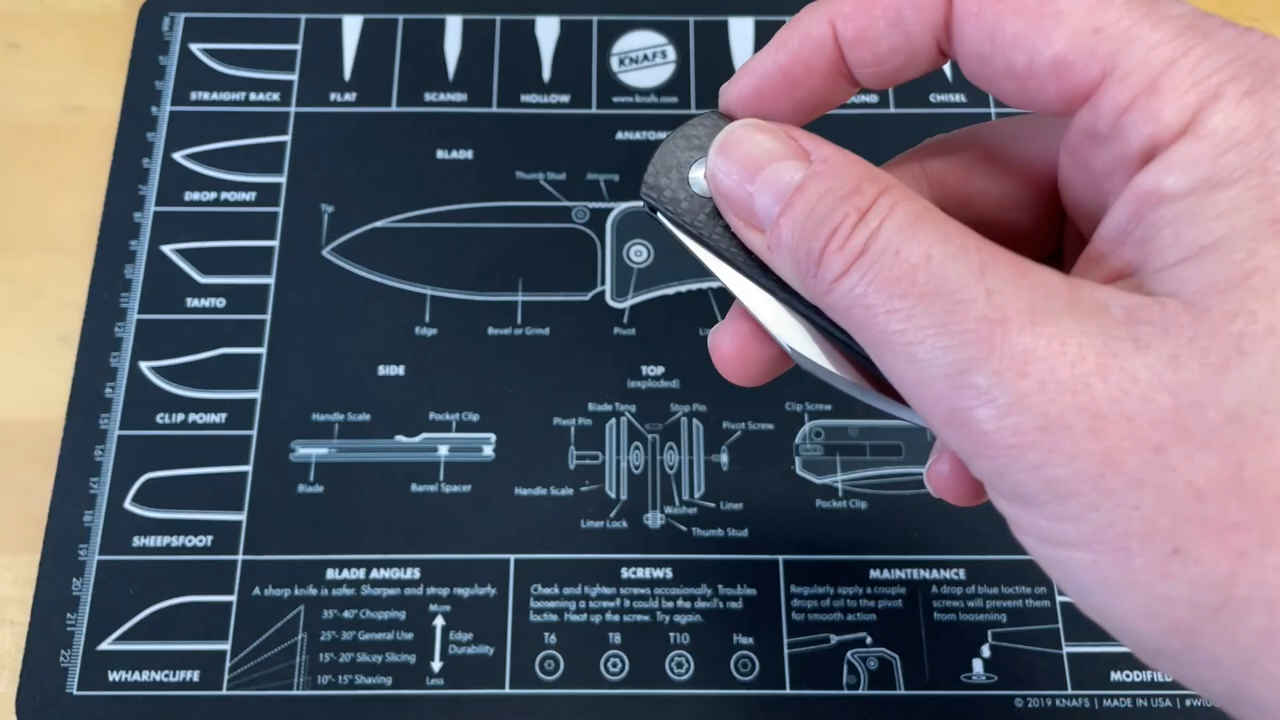 STRAIGHT BACK
FLAT
SCANDI
HOLLOW
KNAFS
www.knafs.com
CHISEL
DROP POINT
TANTO
CLIP POINT
SHEEPSFOOT
WHARNCLIFFE
BLADE
Thumb Stud
Jimping
Tip
Edge
Bevel or Grind
Pivot
SIDE
Handle Scale
Pocket Clip
Blade
Barrel Spacer
TOP
(exploded)
Blade Tang
Stop Pin
Pivot Pin
Pivot Screw
Handle Scale
Liner
Washer
Liner Lock
Thumb Stud
Clip Screw
Pocket Clip
BLADE ANGLES
A sharp knife is safer. Sharpen and strop regularly.
35°- 40° Chopping
25°- 30° General Use
15°- 20° Slicey Slicing
10°- 15° Shaving
More
Edge
Durability
Less
SCREWS
Check and tighten screws occasionally. Troubles
loosening a screw? It could be the devil's red
loctite. Heat up the screw. Try again.
T6
T8
T10
Hex
MAINTENANCE
Regularly apply a couple
drops of oil to the pivot
for smooth action
A drop of blue loctite on
screws will prevent them
from loosening
MODIFIED
© 2019 KNAFS | MADE IN USA |